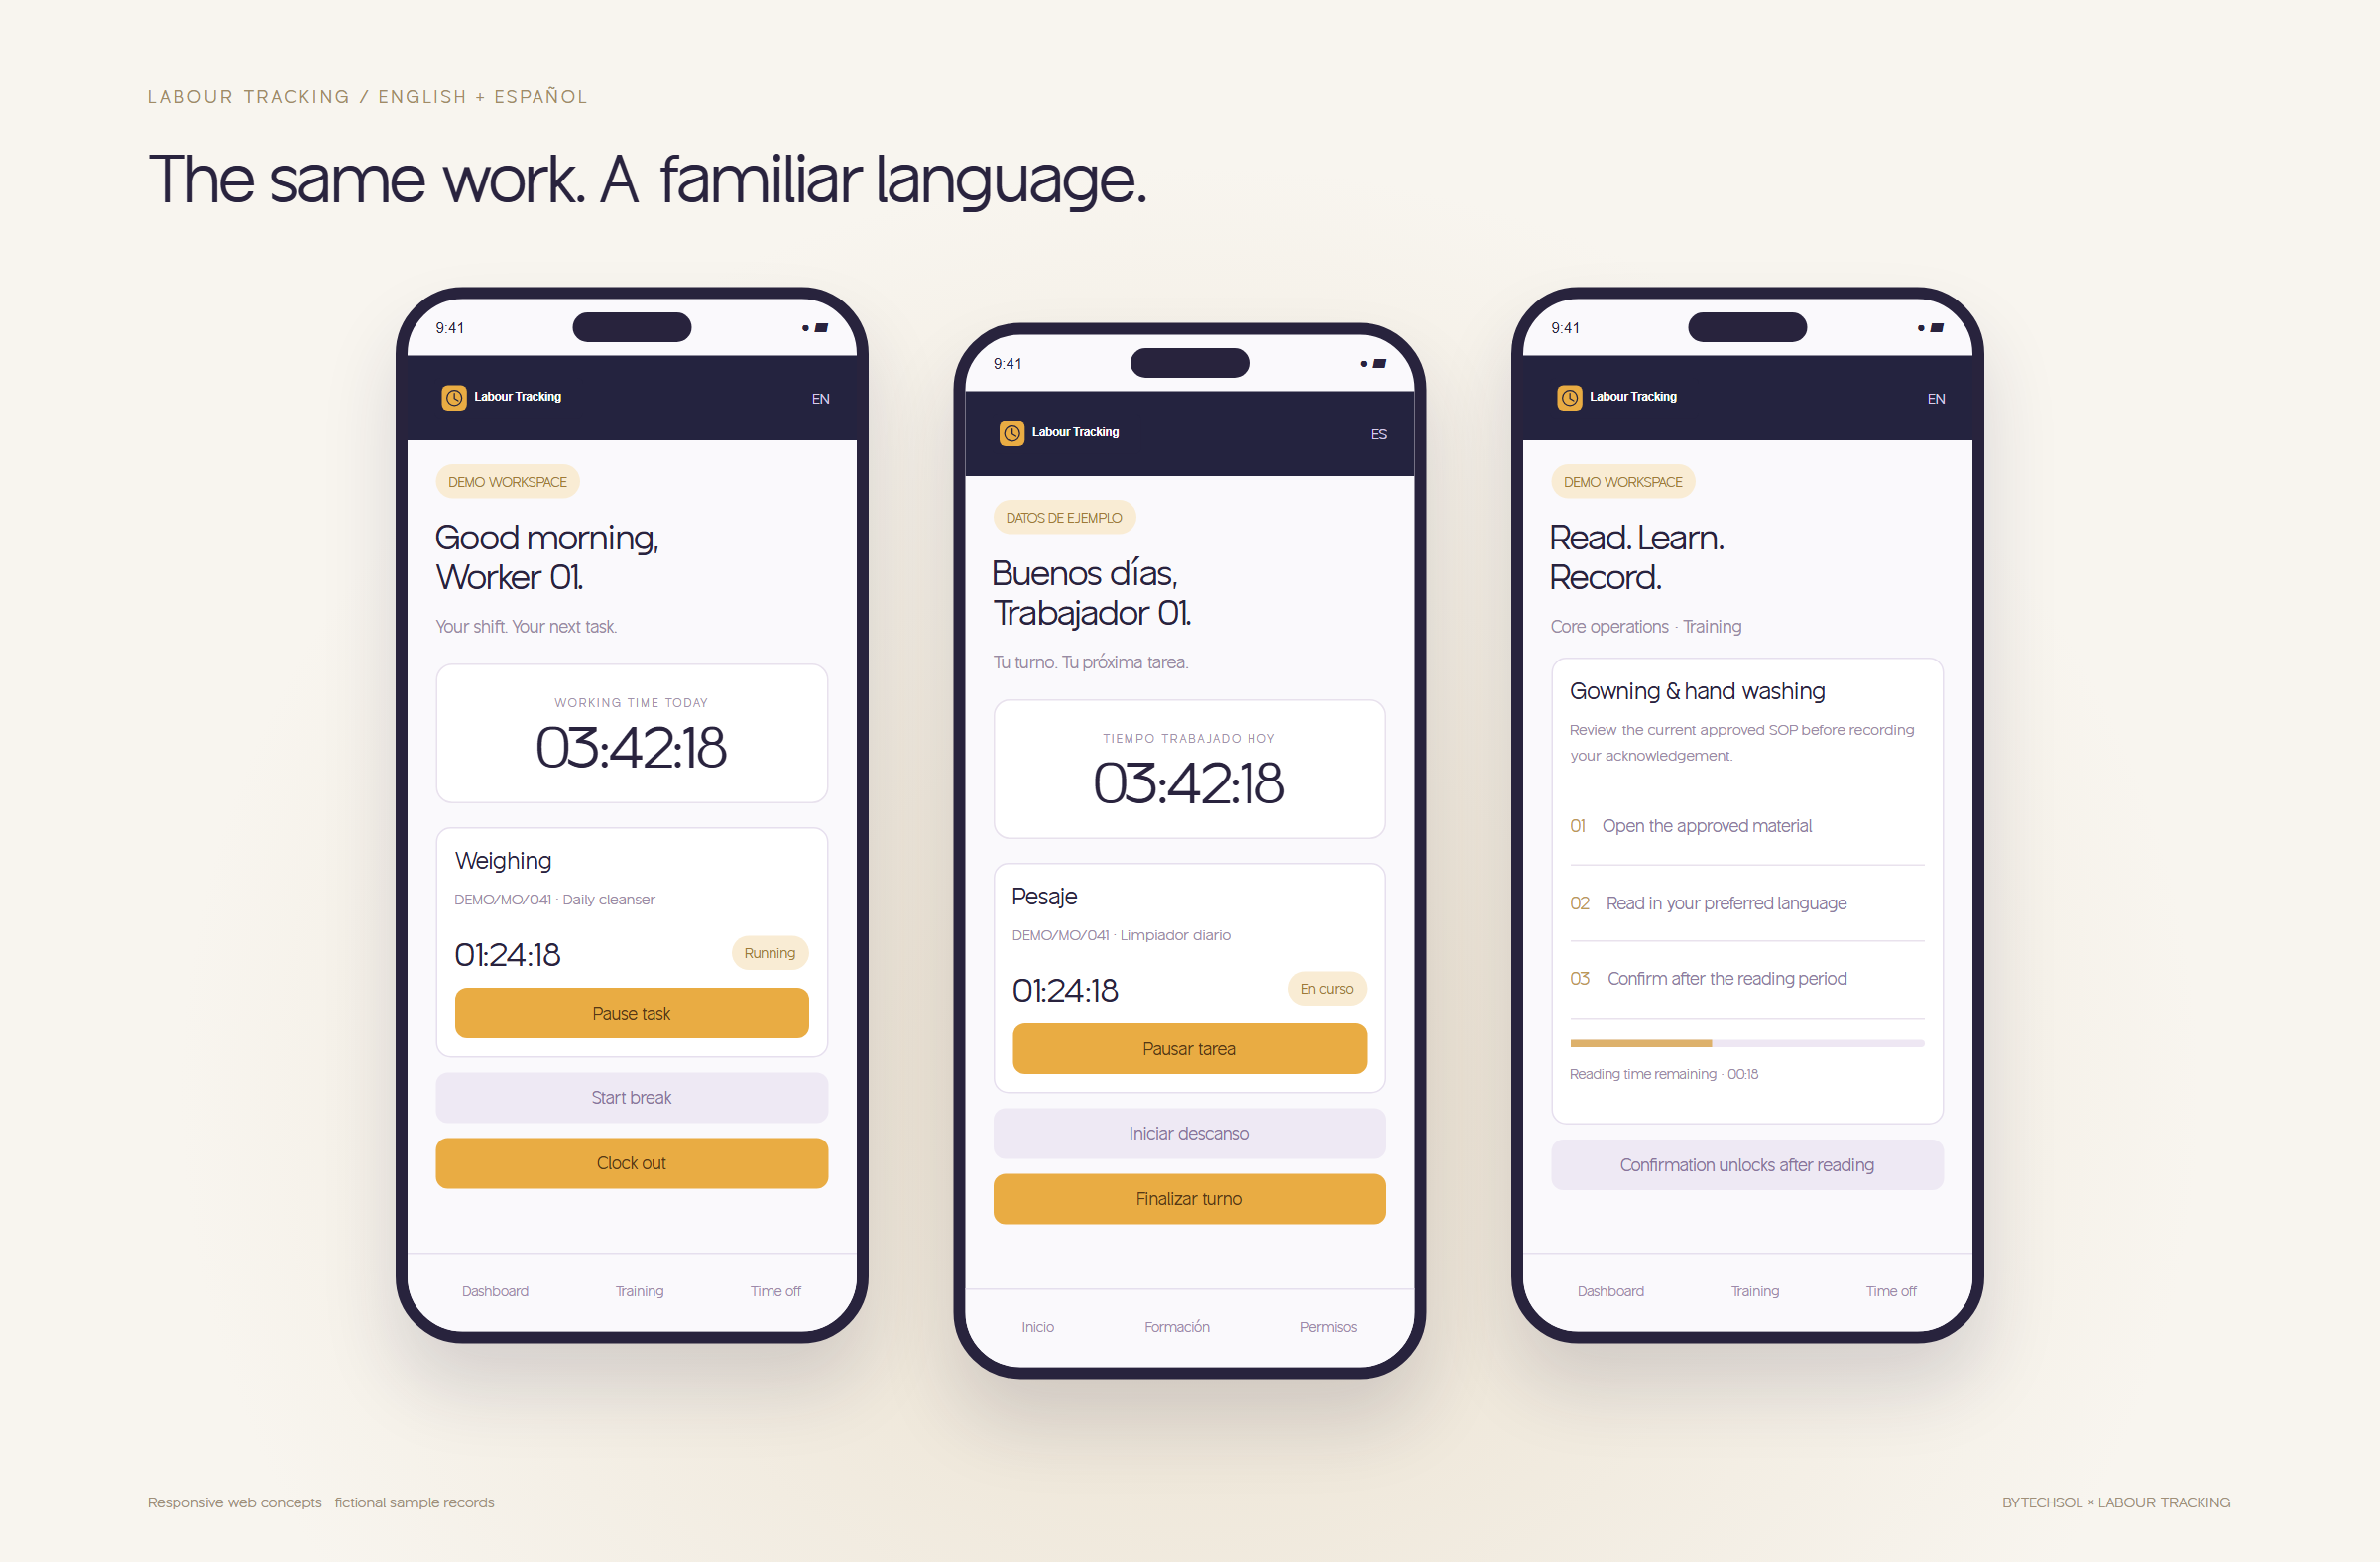 LABOUR TRACKING / ENGLISH + ESPAÑOL
The same work. A familiar language.
9:41
Labour Tracking
EN
DEMO WORKSPACE
Good morning,
Worker 01.
Your shift. Your next task.
WORKING TIME TODAY
03:42:18
Weighing
DEMO/MO/041 · Daily cleanser
01:24:18
Running
Pause task
Start break
Clock out
Dashboard
Training
Time off
9:41
Labour Tracking
ES
DATOS DE EJEMPLO
Buenos días,
Trabajador 01.
Tu turno. Tu próxima tarea.
TIEMPO TRABAJADO HOY
03:42:18
Pesaje
DEMO/MO/041 · Limpiador diario
01:24:18
En curso
Pausar tarea
Iniciar descanso
Finalizar turno
Inicio
Formación
Permisos
9:41
Labour Tracking
EN
DEMO WORKSPACE
Read. Learn.
Record.
Core operations · Training
Gowning & hand washing
Review the current approved SOP before recording
your acknowledgement.
01 Open the approved material
02 Read in your preferred language
03 Confirm after the reading period
Reading time remaining · 00:18
Confirmation unlocks after reading
Dashboard
Training
Time off
Responsive web concepts · fictional sample records
BYTECHSOL × LABOUR TRACKING